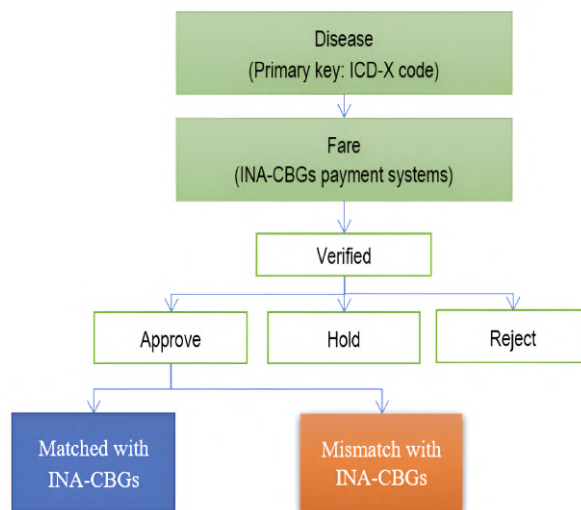 Disease
(Primary key: ICD-X code)
Fare
(INA-CBGs payment systems)
Verified
Approve
Hold
Reject
Matched with
INA-CBGs
Mismatch with
INA-CBGs